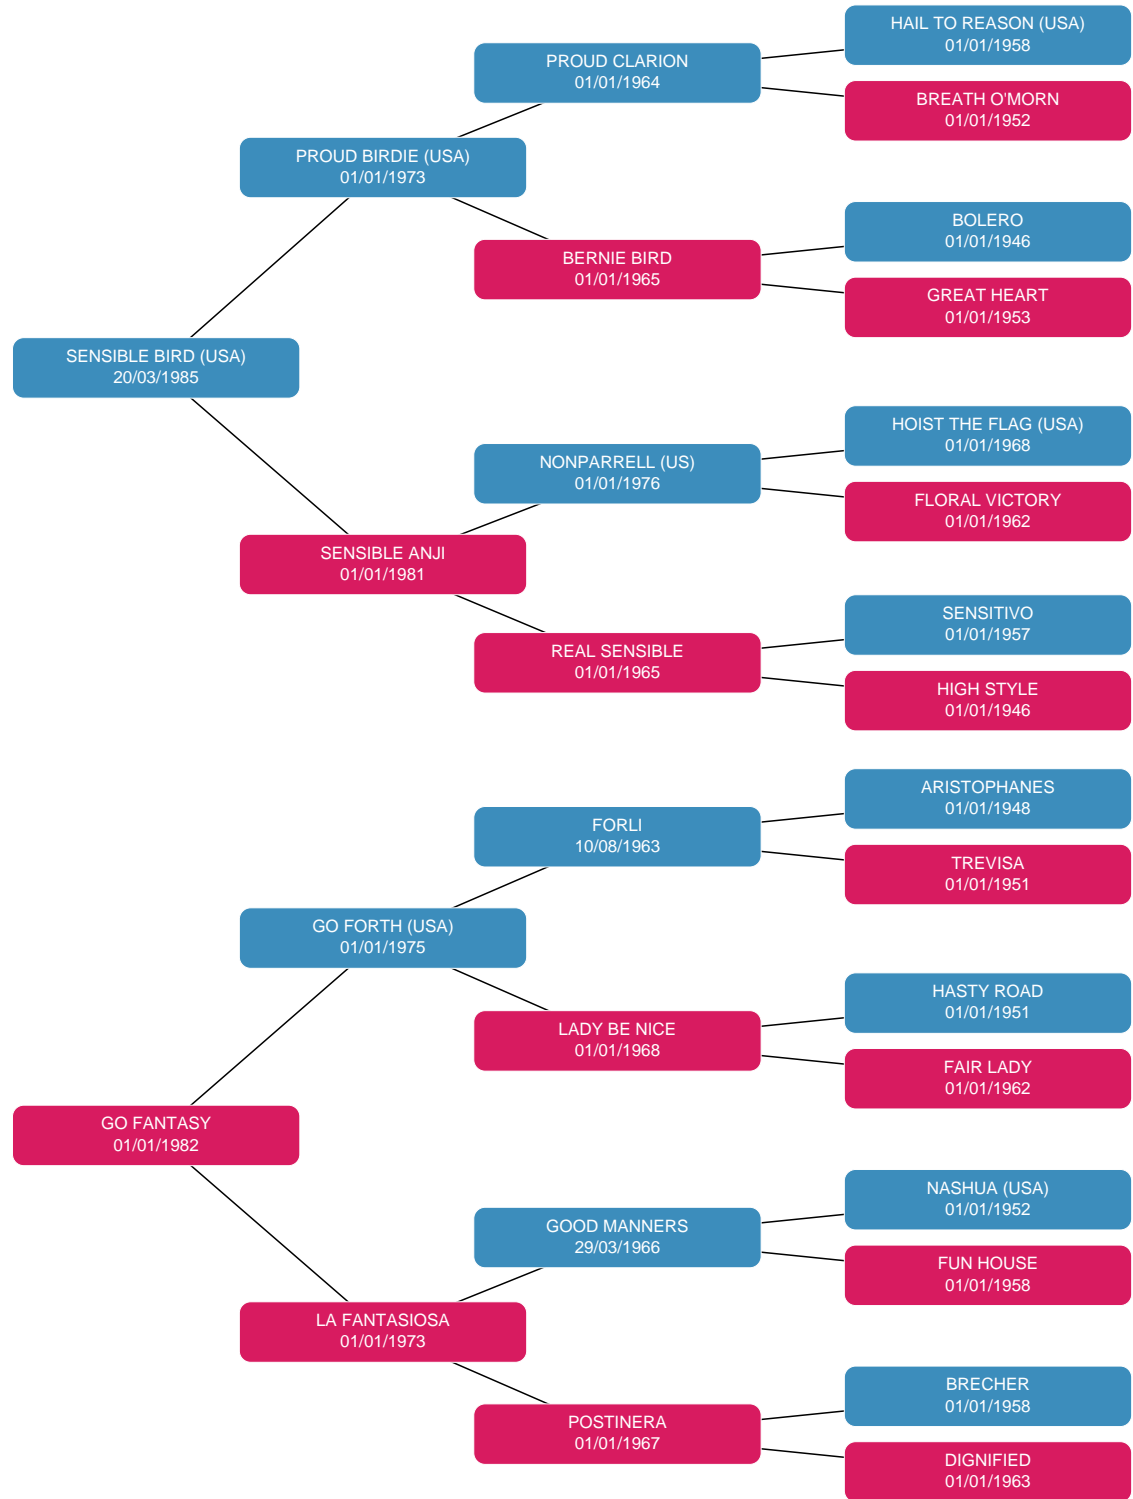 HAIL TO REASON (USA)
01/01/1958
PROUD CLARION
01/01/1964
BREATH O'MORN
01/01/1952
PROUD BIRDIE (USA)
01/01/1973
BOLERO
01/01/1946
BERNIE BIRD
01/01/1965
GREAT HEART
01/01/1953
SENSIBLE BIRD (USA)
20/03/1985
HOIST THE FLAG (USA)
01/01/1968
NONPARRELL (US)
01/01/1976
FLORAL VICTORY
01/01/1962
SENSIBLE ANJI
01/01/1981
SENSITIVO
01/01/1957
REAL SENSIBLE
01/01/1965
HIGH STYLE
01/01/1946
ARISTOPHANES
01/01/1948
FORLI
10/08/1963
TREVISA
01/01/1951
GO FORTH (USA)
01/01/1975
HASTY ROAD
01/01/1951
LADY BE NICE
01/01/1968
FAIR LADY
01/01/1962
GO FANTASY
01/01/1982
NASHUA (USA)
01/01/1952
GOOD MANNERS
29/03/1966
FUN HOUSE
01/01/1958
LA FANTASIOSA
01/01/1973
BRECHER
01/01/1958
POSTINERA
01/01/1967
DIGNIFIED
01/01/1963